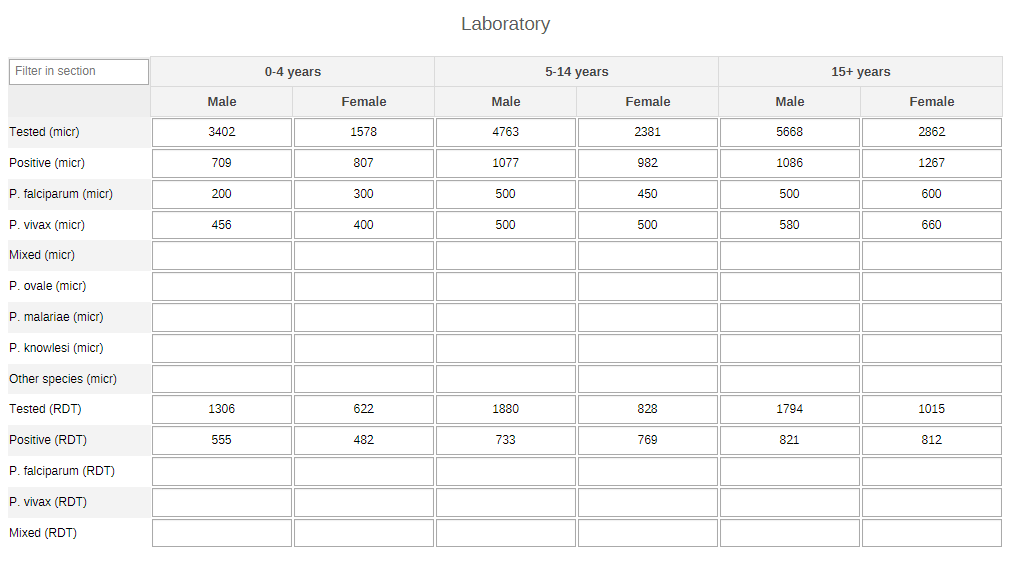 Laboratory
Filter in section 0-4 years 5-14 years 15+ years
Male Female Male Female Male Female
Tested (micr) 3402 1578 4763 2381 5668 2862
Positive (micr) 709 807 1077 982 1086 1267
P. falciparum (micr) 200 300 500 450 500 600
P. vivax (micr) 456 400 500 500 580 660
Mixed (micr)
P. ovale (micr)
P. malariae (micr)
P. knowlesi (micr)
Other species (micr)
Tested (RDT) 1306 622 1880 828 1794 1015
Positive (RDT) 555 482 733 769 821 812
P. falciparum (RDT)
P. vivax (RDT)
Mixed (RDT)